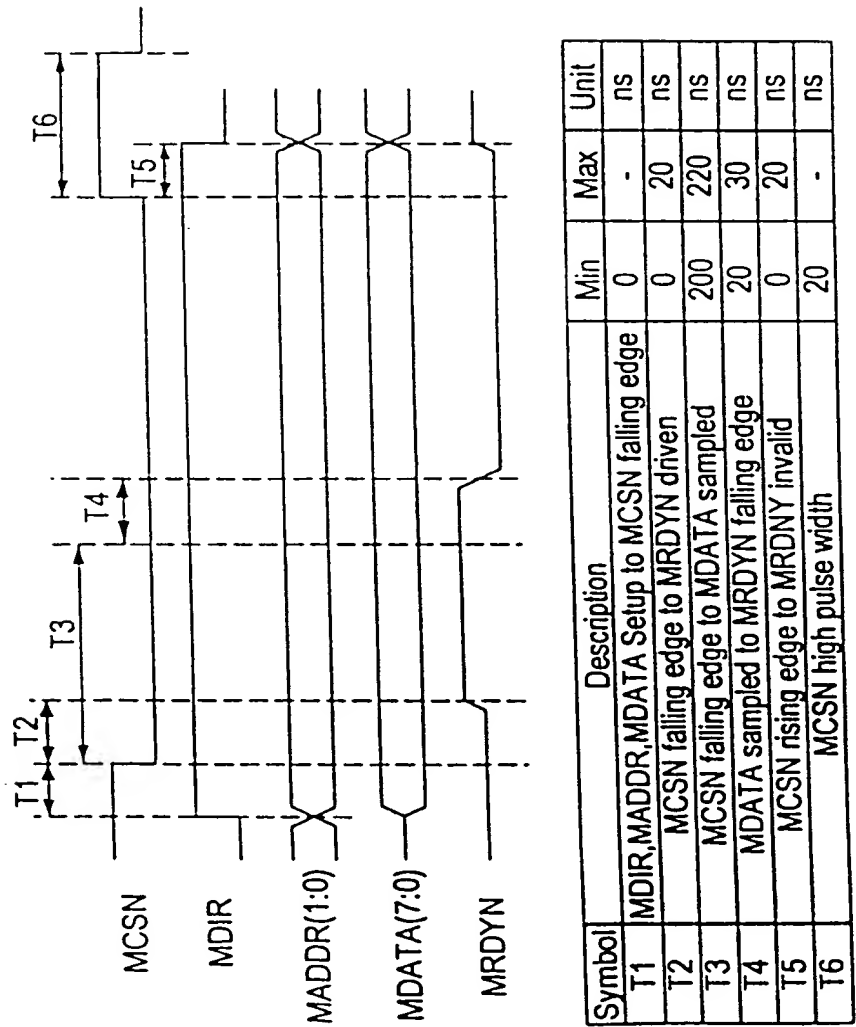 T1
T2
T3
T4
T5
T6
MCSN
MDIR
MADDR(1:0)
MDATA(7:0)
MRDYN
Symbol Description Min Max Unit
T1 MDIR,MADDR,MDATA Setup to MCSN falling edge 0 - ns
T2 MCSN falling edge to MRDYN driven 0 20 ns
T3 MCSN falling edge to MDATA sampled 200 220 ns
T4 MDATA sampled to MRDYN falling edge 20 30 ns
T5 MCSN rising edge to MRDNY invalid 0 20 ns
T6 MCSN high pulse width 20 - ns